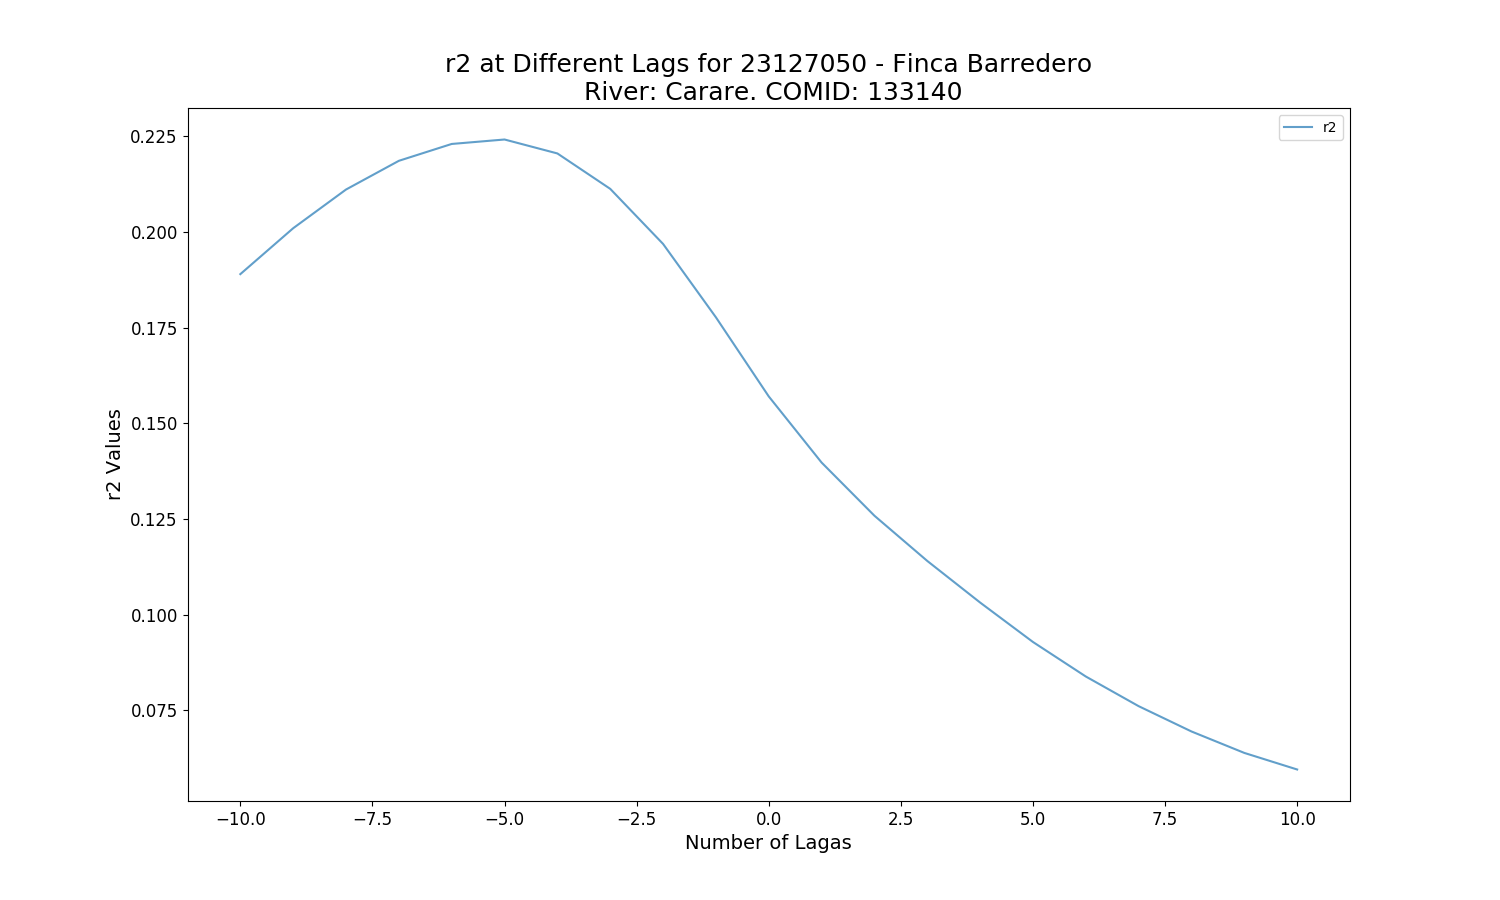 r2 at Different Lags for 23127050 - Finca Barredero
River: Carare. COMID: 133140
r2
0.225
0.200
0.175
0.150
0.125
0.100
0.075
r2 Values
−10.0 −7.5 −5.0 −2.5 0.0 2.5 5.0 7.5 10.0
Number of Lagas